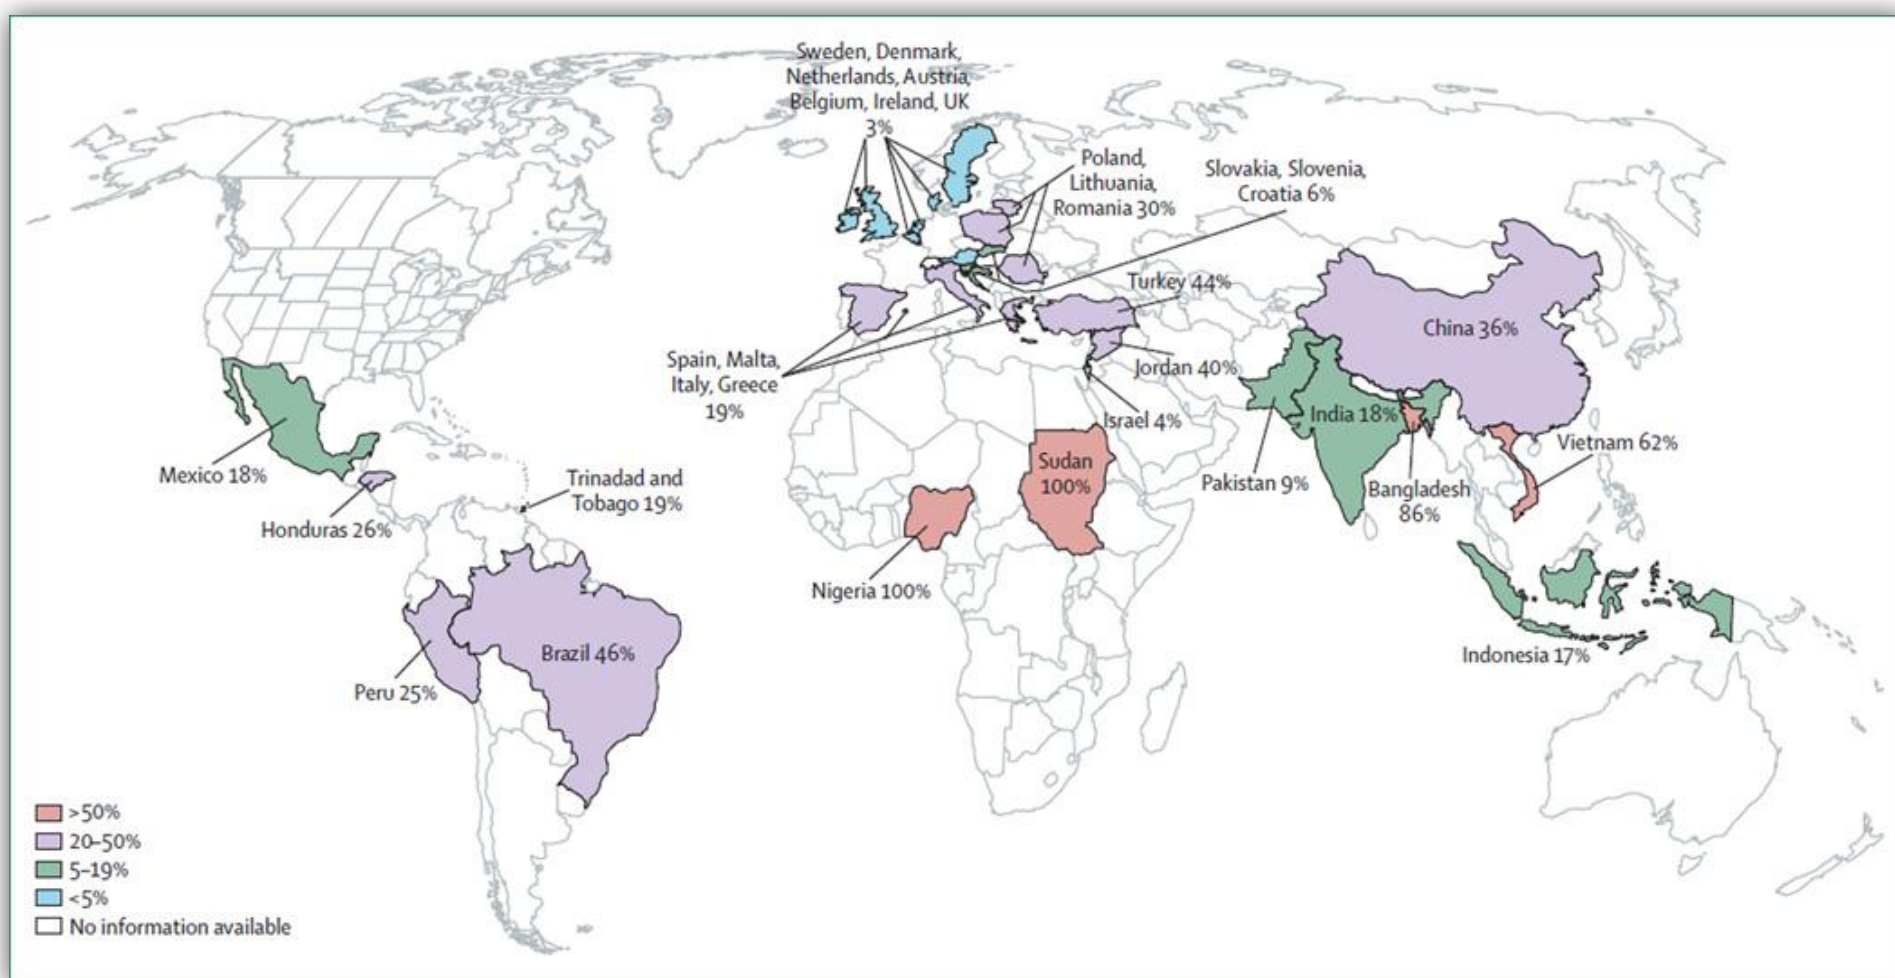 Sweden, Denmark,
Netherlands, Austria,
Belgium, Ireland, UK
3%
Poland,
Lithuania,
Romania 30%
Slovakia, Slovenia,
Croatia 6%
Turkey 44%
China 36%
Spain, Malta,
Italy, Greece
19%
Jordan 40%
Israel 4%
India 18%
Vietnam 62%
Mexico 18%
Trinadad and
Tobago 19%
Sudan
100%
Pakistan 9%
Bangladesh
86%
Honduras 26%
Nigeria 100%
Brazil 46%
Indonesia 17%
Peru 25%
>50%
20–50%
5–19%
<5%
No information available